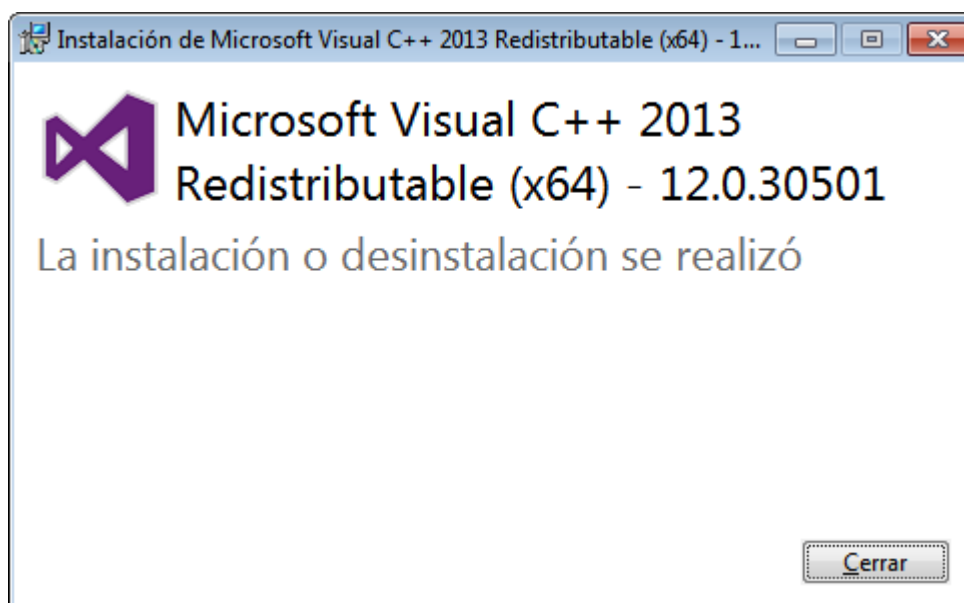 Instalación de Microsoft Visual C++ 2013 Redistributable (x64) - 1...
Microsoft Visual C++ 2013
Redistributable (x64) - 12.0.30501
La instalación o desinstalación se realizó
Cerrar